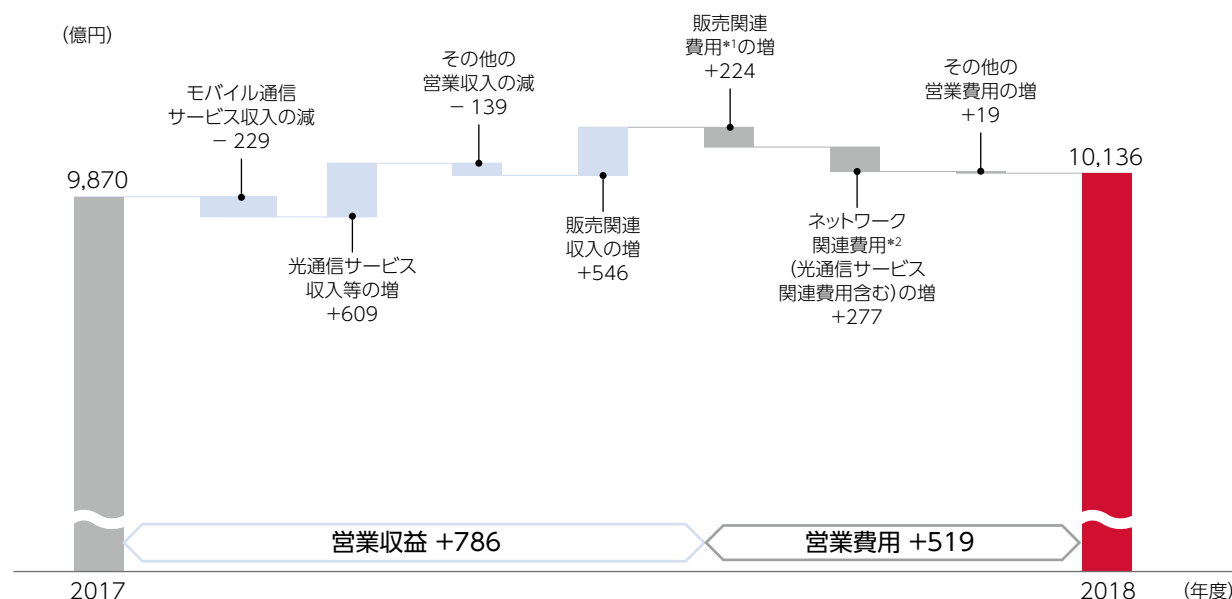 (億円)
モバイル通信
サービス収入の減
− 229
その他の
営業収入の減
− 139
販売関連
費用*1の増
+224
その他の
営業費用の増
+19
9,870
10,136
光通信サービス
収入等の増
+609
販売関連
収入の増
+546
ネットワーク
関連費用*2
(光通信サービス
関連費用含む)の増
+277
営業収益 +786
営業費用 +519
2017
2018
(年度)